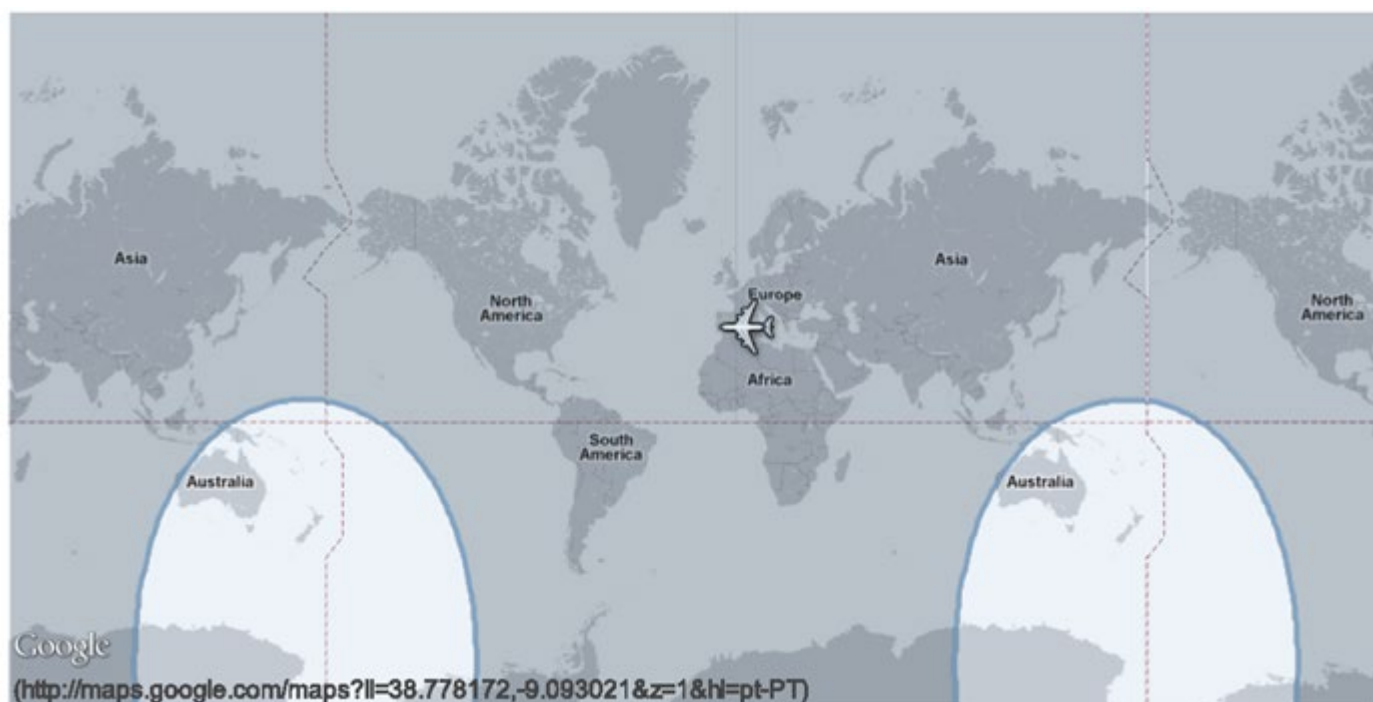 Asia
North
America
Europe
Africa
South
America
Australia
Asia
North
America
Australia
Google
(http://maps.google.com/maps?ll=38.778172,-9.093021&z=1&hl=pt-PT)